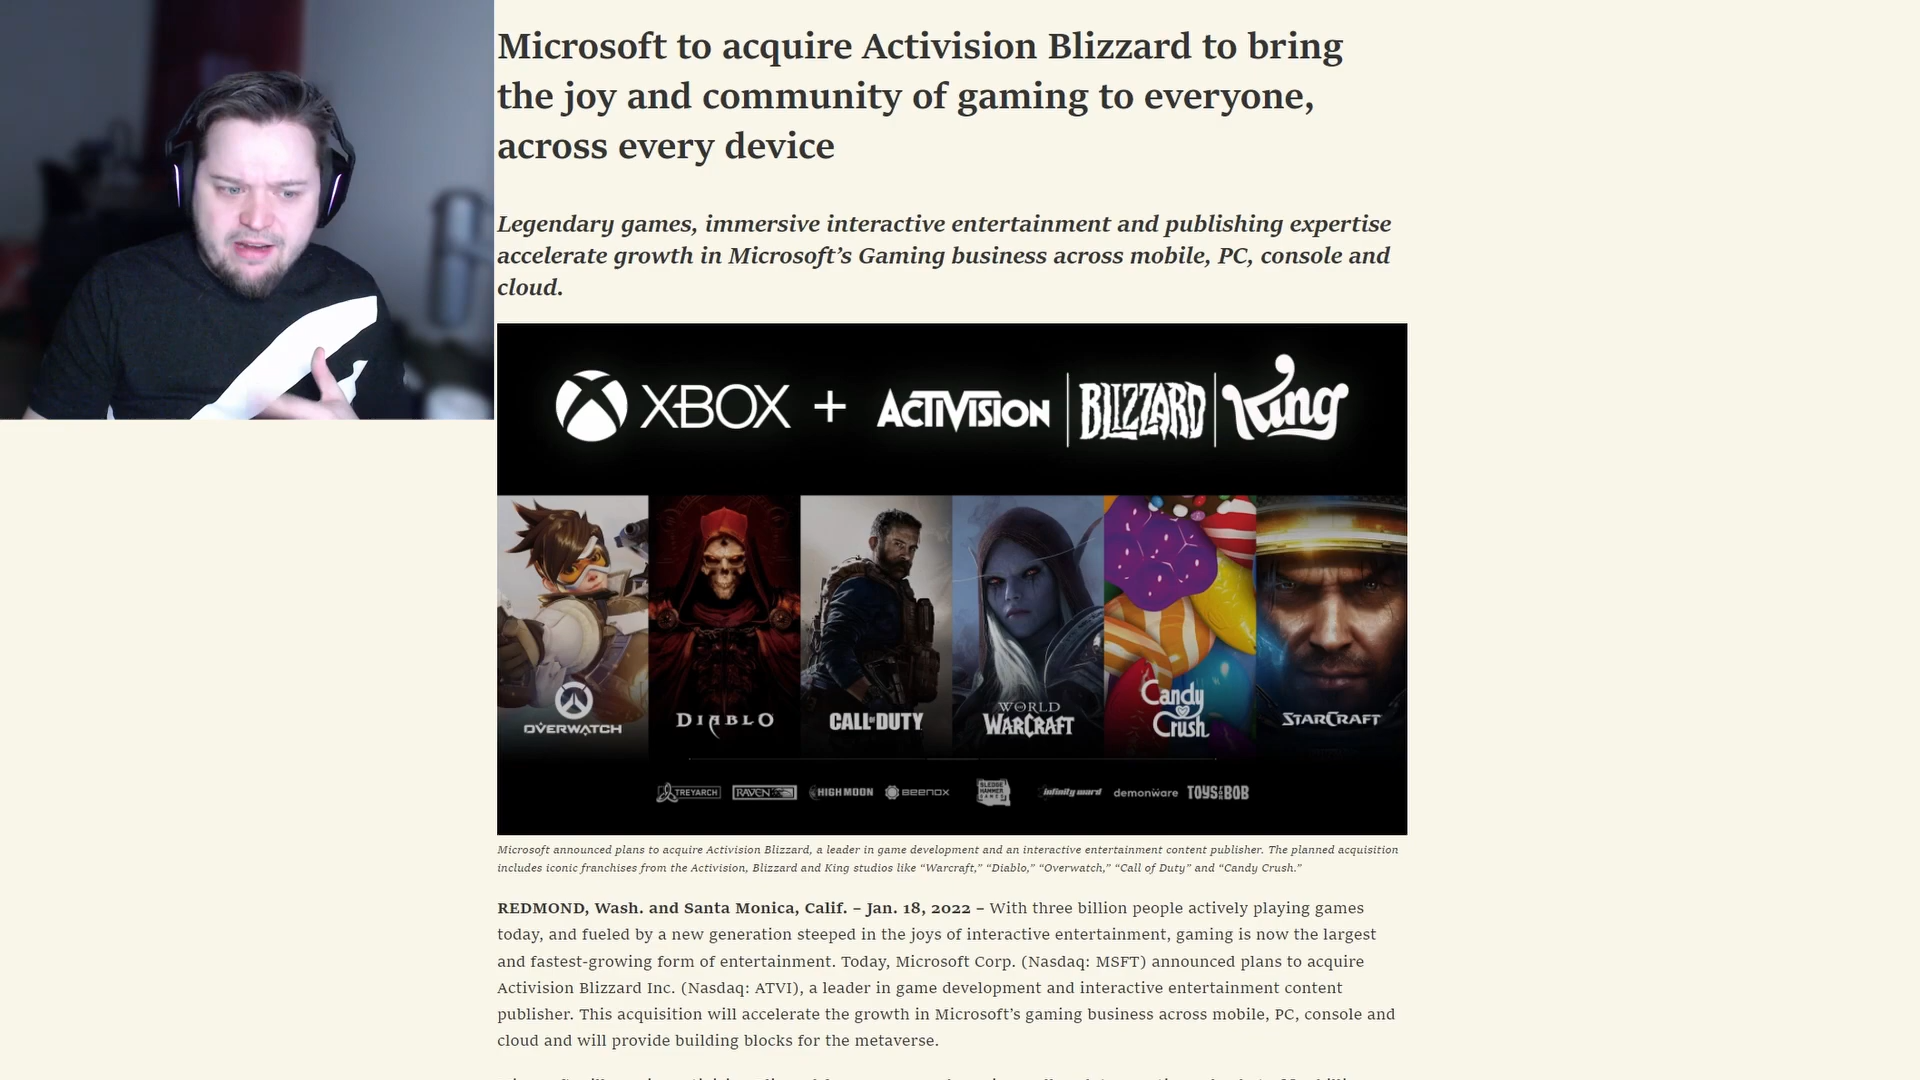 Microsoft to acquire Activision Blizzard to bring
the joy and community of gaming to everyone,
across every device
Legendary games, immersive interactive entertainment and publishing expertise
accelerate growth in Microsoft’s Gaming business across mobile, PC, console and
cloud.
XBOX + ACTIVISION | BLIZZARD | King
OVERWATCH
DIABLO
CALL OF DUTY
WORLD OF WARCRAFT
Candy Crush
STARCRAFT
TREYARCH RAVEN HIGH MOON BEENOX SLEDGEHAMMER GAMES infinity ward demonware TOYS FOR BOB
Microsoft announced plans to acquire Activision Blizzard, a leader in game development and an interactive entertainment content publisher. The planned acquisition
includes iconic franchises from the Activision, Blizzard and King studios like “Warcraft,” “Diablo,” “Overwatch,” “Call of Duty” and “Candy Crush.”
REDMOND, Wash. and Santa Monica, Calif. – Jan. 18, 2022 – With three billion people actively playing games
today, and fueled by a new generation steeped in the joys of interactive entertainment, gaming is now the largest
and fastest-growing form of entertainment. Today, Microsoft Corp. (Nasdaq: MSFT) announced plans to acquire
Activision Blizzard Inc. (Nasdaq: ATVI), a leader in game development and interactive entertainment content
publisher. This acquisition will accelerate the growth in Microsoft’s gaming business across mobile, PC, console and
cloud and will provide building blocks for the metaverse.